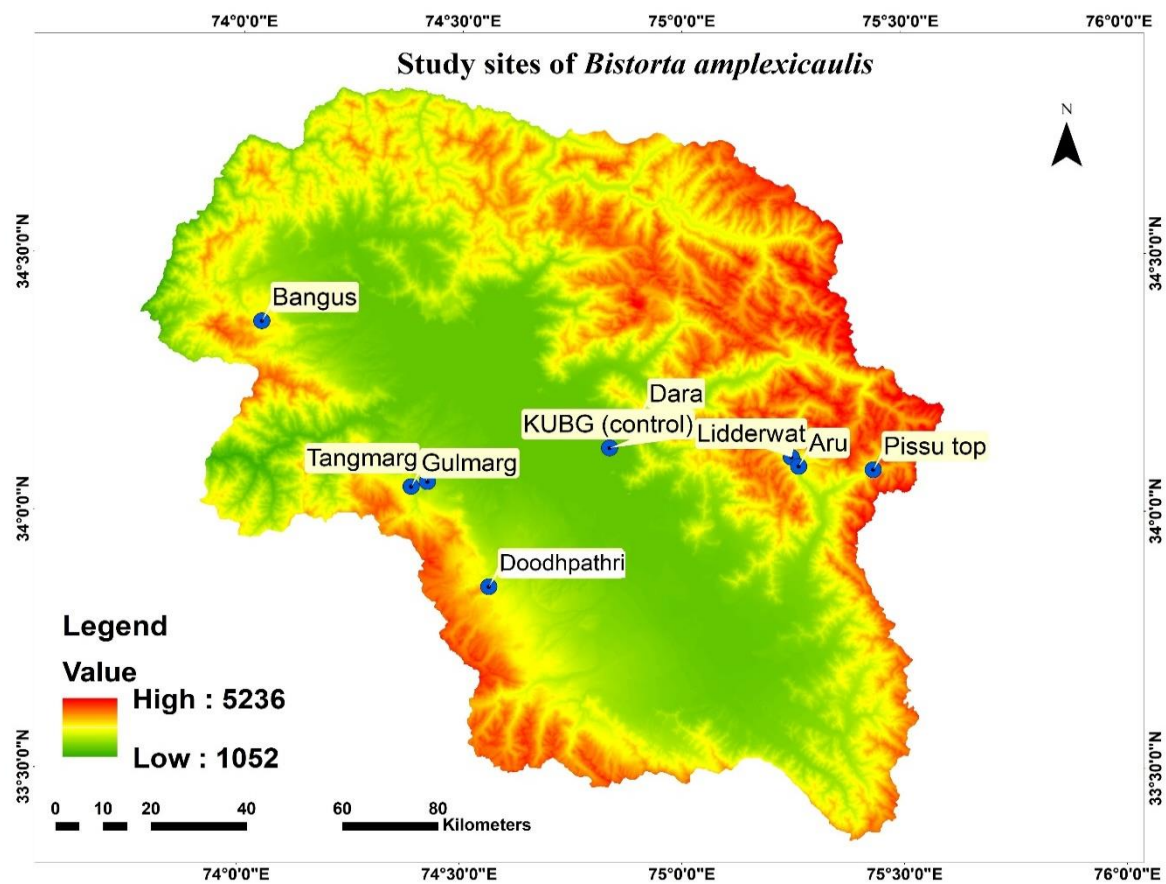 74°0'0"E 74°30'0"E 75°0'0"E 75°30'0"E 76°0'0"E
Study sites of Bistorta amplexicaulis
N
34°30'0"N 34°30'0"N
Bangus
Dara
KUBG (control)
Lidderwat
Aru
Pissu top
Tangmarg
Gulmarg
34°0'0"N 34°0'0"N
Doodhpathri
Legend
Value
High : 5236
Low : 1052
33°30'0"N 33°30'0"N
0 10 20 40 60 80
Kilometers
74°0'0"E 74°30'0"E 75°0'0"E 75°30'0"E 76°0'0"E